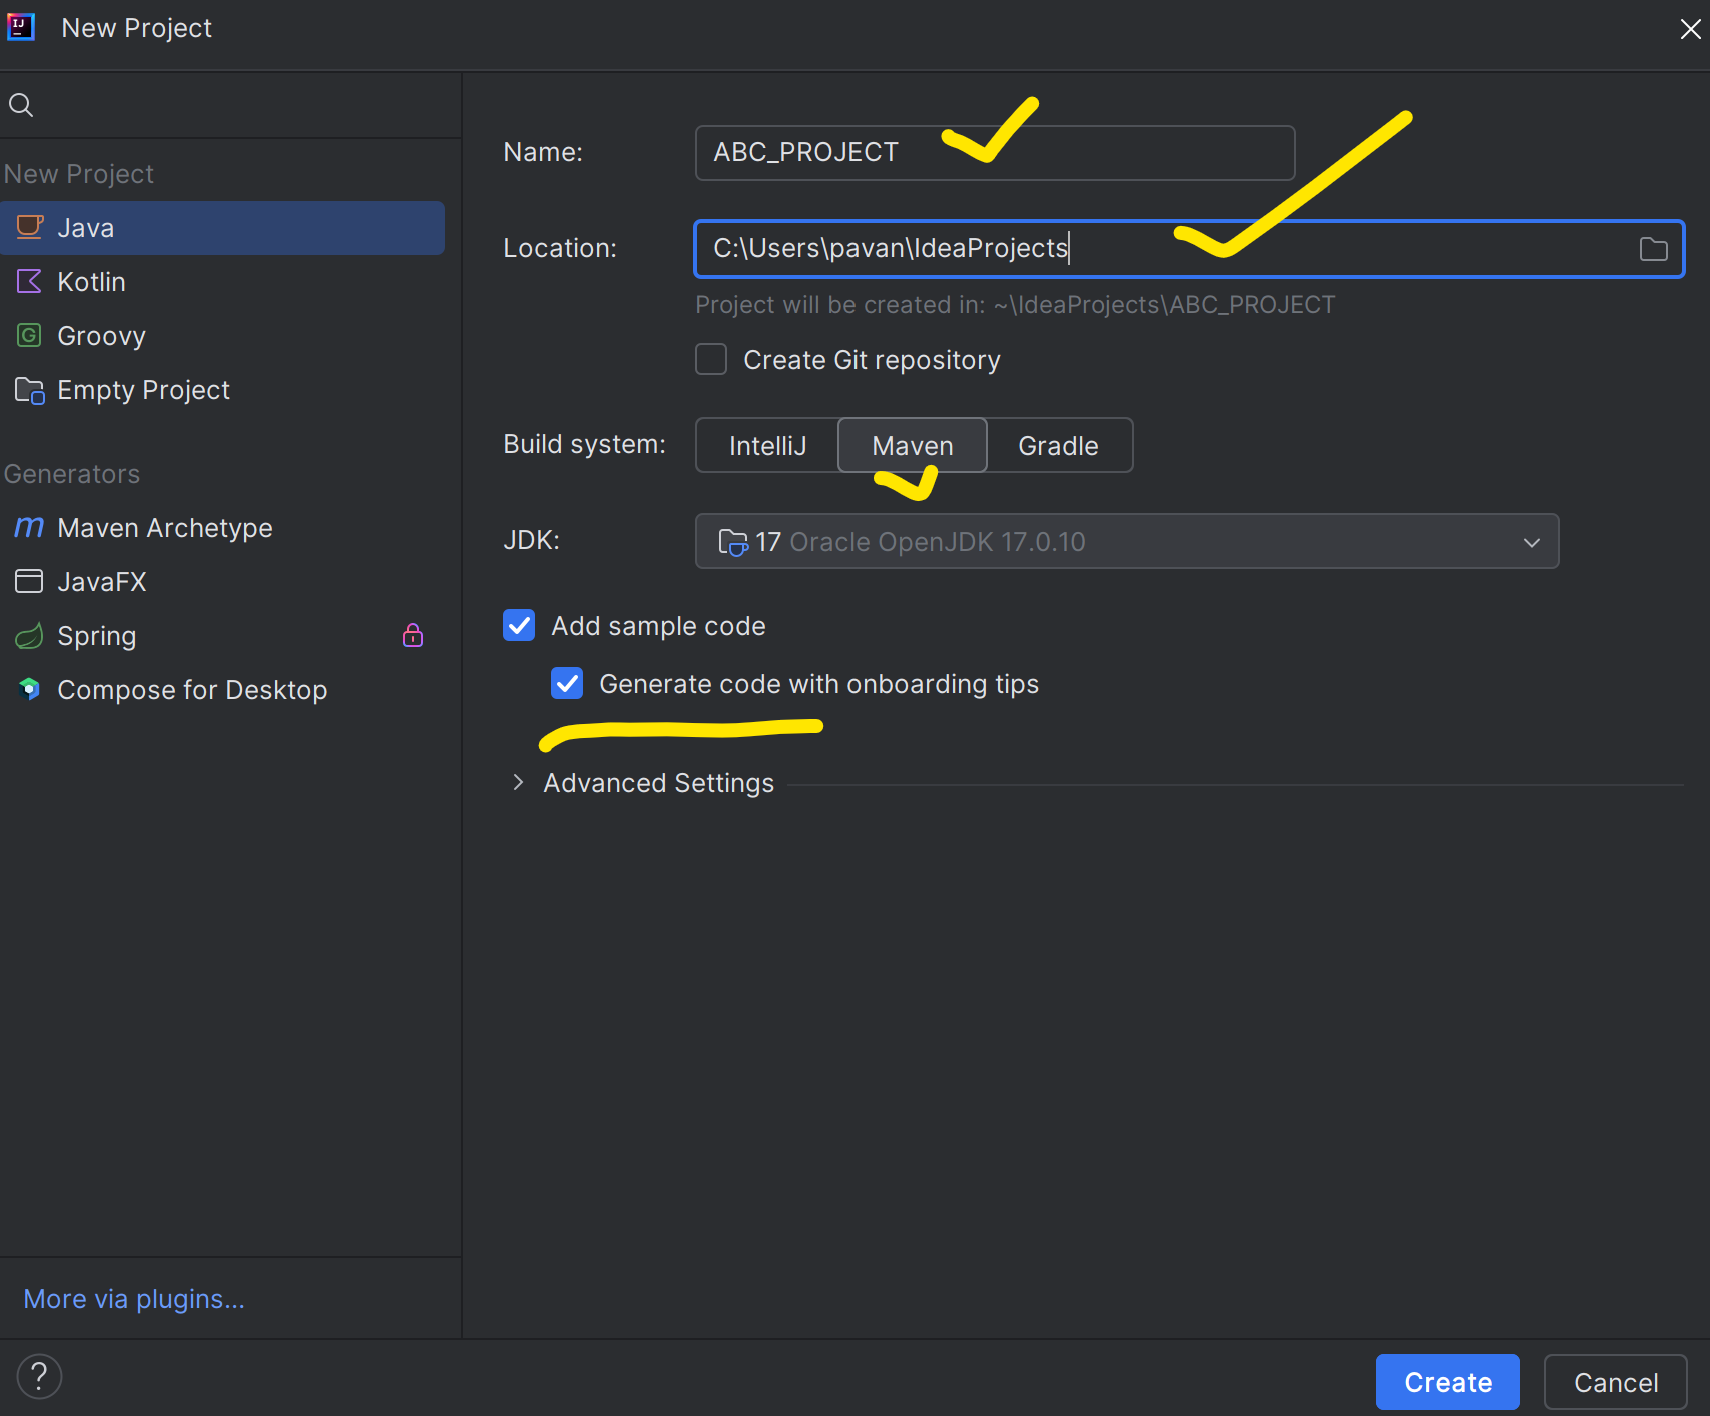 New Project
New Project
Java
Kotlin
Groovy
Empty Project
Generators
Maven Archetype
JavaFX
Spring
Compose for Desktop
More via plugins...
Name: ABC_PROJECT
Location: C:\Users\pavan\IdeaProjects
Project will be created in: ~\IdeaProjects\ABC_PROJECT
Create Git repository
Build system: IntelliJ Maven Gradle
JDK: 17 Oracle OpenJDK 17.0.10
Add sample code
Generate code with onboarding tips
Advanced Settings
? Create Cancel